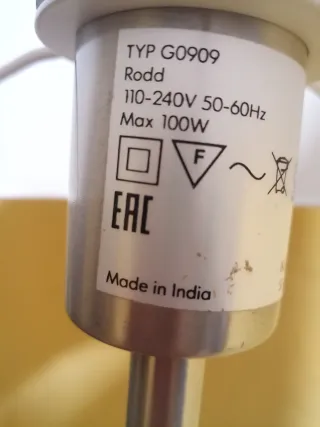 TYP G0909
Rodd
110-240V 50-60Hz
Max 100W
F
EAC
Made in India